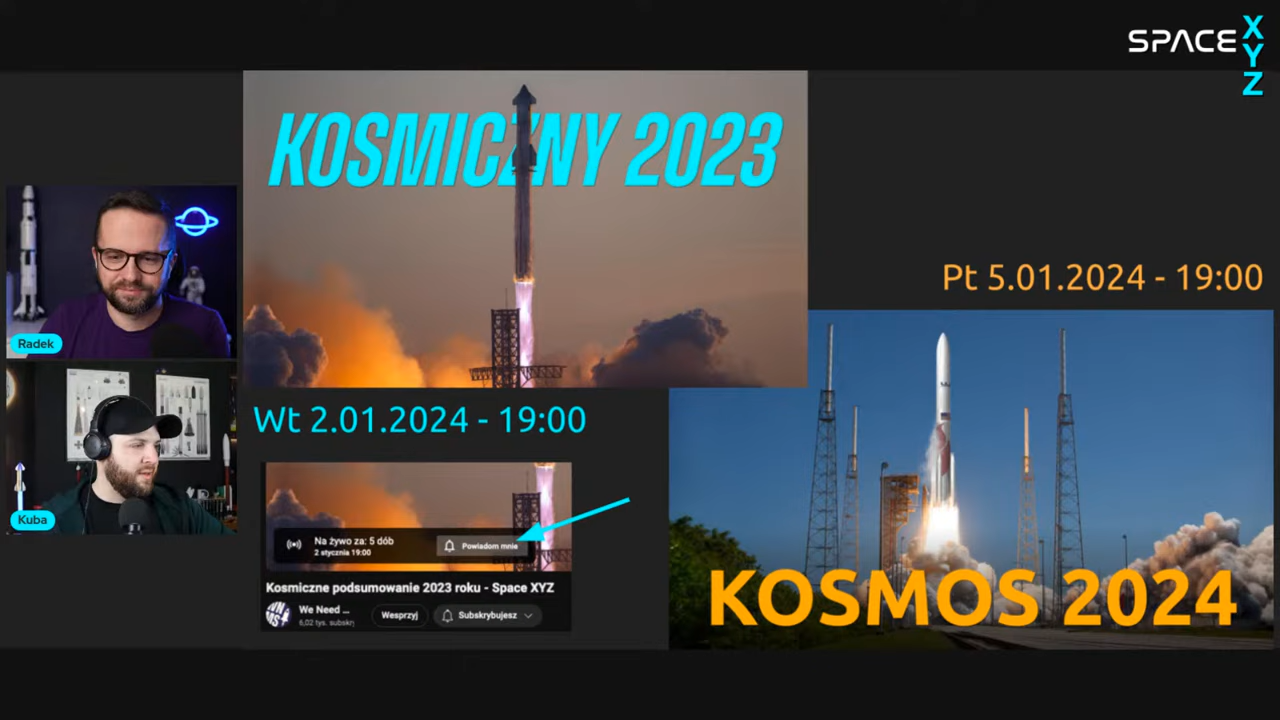 SPACE XYZ
KOSMICZNY 2023
Radek
Kuba
Wt 2.01.2024 - 19:00
Na żywo za: 5 dób
2 stycznia 19:00
Powiadom mnie
Kosmiczne podsumowanie 2023 roku - Space XYZ
We Need ...
6,02 tys. subskr
Wesprzyj
Subskrybujesz
Pt 5.01.2024 - 19:00
KOSMOS 2024